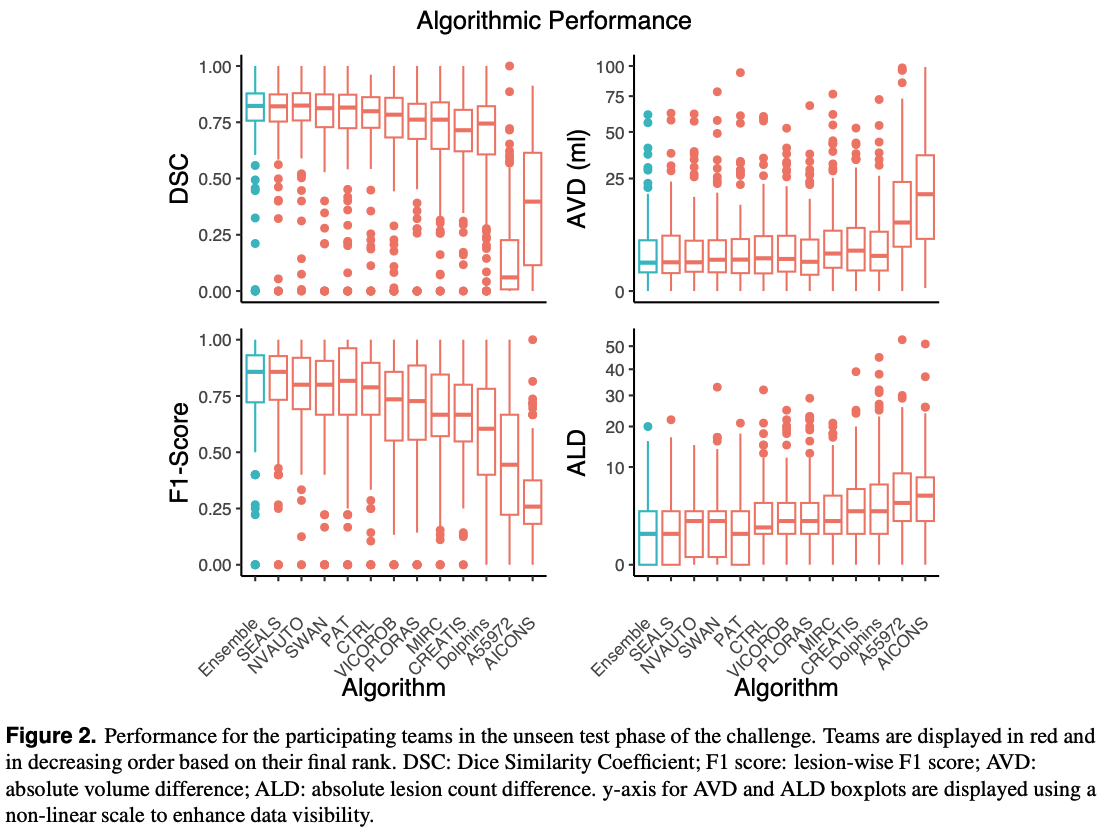 Algorithmic Performance
DSC
1.00
0.75
0.50
0.25
0.00
AVD (ml)
100
75
50
25
0
F1-Score
1.00
0.75
0.50
0.25
0.00
ALD
50
40
30
20
10
0
Ensemble
SEALS
NVAUTO
SWAN
PAT
CTRL
VICOROB
PLORAS
MIRC
CREATIS
Dolphins
A55972
AICONS
Algorithm
Ensemble
SEALS
NVAUTO
SWAN
PAT
CTRL
VICOROB
PLORAS
MIRC
CREATIS
Dolphins
A55972
AICONS
Algorithm
Figure 2. Performance for the participating teams in the unseen test phase of the challenge. Teams are displayed in red and
in decreasing order based on their final rank. DSC: Dice Similarity Coefficient; F1 score: lesion-wise F1 score; AVD:
absolute volume difference; ALD: absolute lesion count difference. y-axis for AVD and ALD boxplots are displayed using a
non-linear scale to enhance data visibility.